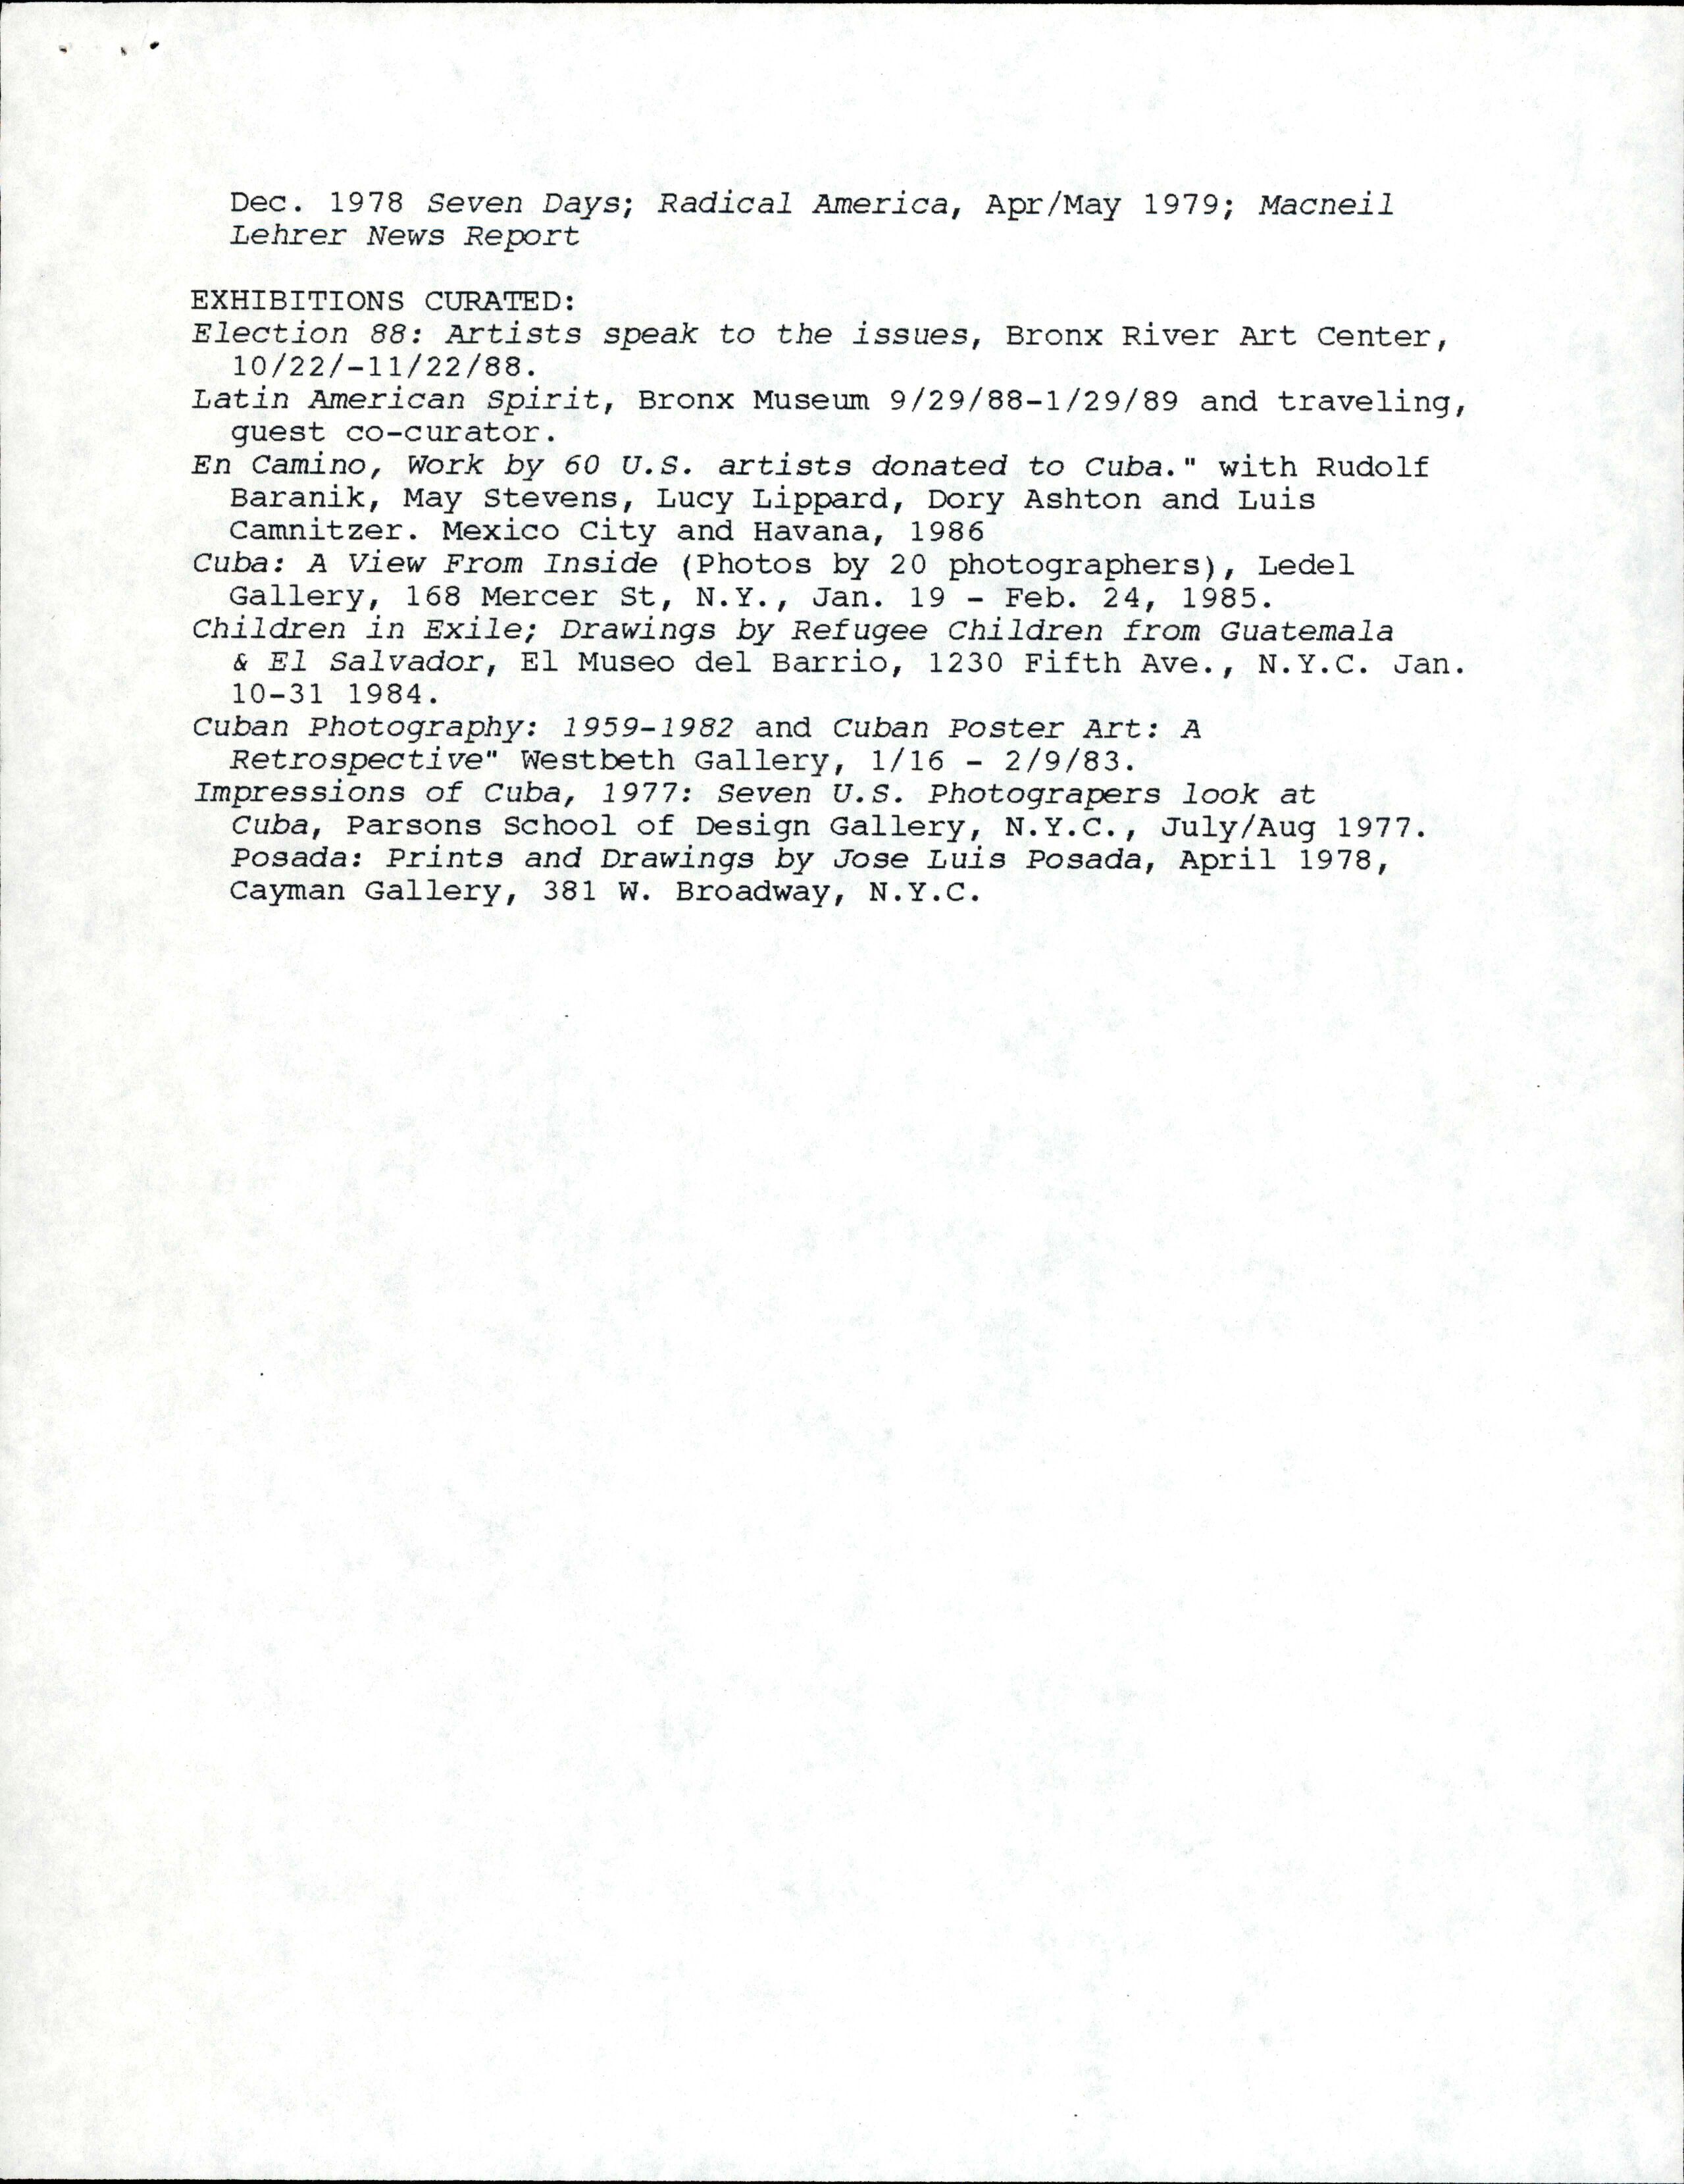 Dec. 1978 Seven Days; Radical America, Apr/May 1979; Macneil
Lehrer News Report
EXHIBITIONS CURATED:
Election 88: Artists speak to the issues, Bronx River Art Center,
10/22/-11/22/88.
Latin American Spirit, Bronx Museum 9/29/88-1/29/89 and traveling,
guest co-curator.
En Camino, Work by 60 U.S. artists donated to Cuba." with Rudolf
Baranik, May Stevens, Lucy Lippard, Dory Ashton and Luis
Camnitzer. Mexico City and Havana, 1986
Cuba: A View From Inside (Photos by 20 photographers), Ledel
Gallery, 168 Mercer St, N.Y., Jan. 19 - Feb. 24, 1985.
Children in Exile; Drawings by Refugee Children from Guatemala
& El Salvador, El Museo del Barrio, 1230 Fifth Ave., N.Y.C. Jan.
10-31 1984.
Cuban Photography: 1959-1982 and Cuban Poster Art: A
Retrospective" Westbeth Gallery, 1/16 - 2/9/83.
Impressions of Cuba, 1977: Seven U.S. Photograpers look at
Cuba, Parsons School of Design Gallery, N.Y.C., July/Aug 1977.
Posada: Prints and Drawings by Jose Luis Posada, April 1978,
Cayman Gallery, 381 W. Broadway, N.Y.C.